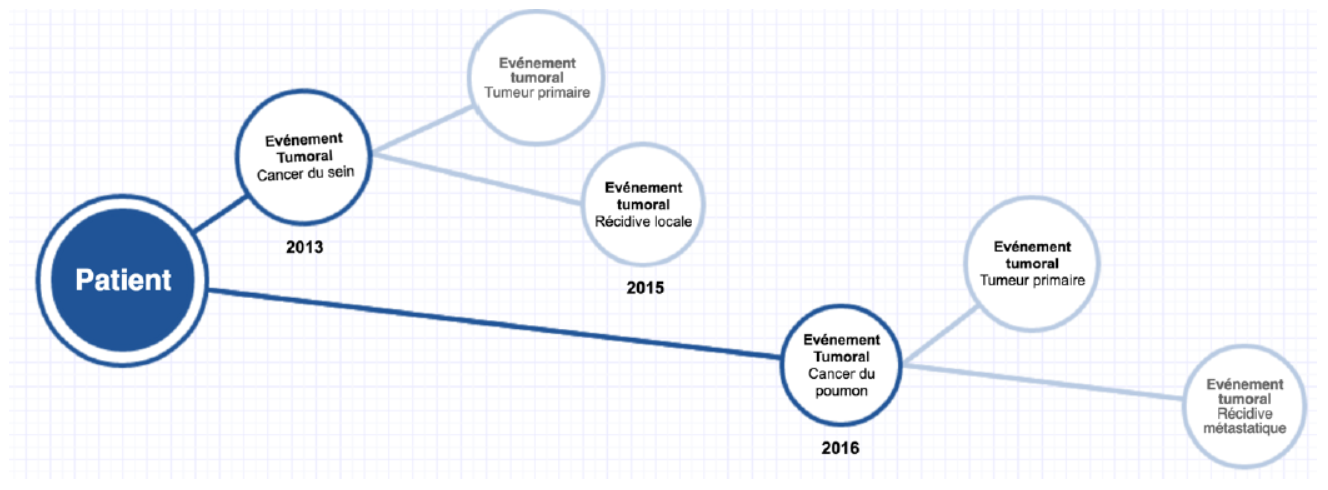 Evénement
tumoral
Tumeur primaire
Evénement
Tumoral
Cancer du sein
2013
Evénement
tumoral
Récidive locale
2015
Patient
Evénement
tumoral
Tumeur primaire
Evénement
Tumoral
Cancer du
poumon
2016
Evénement
tumoral
Récidive
métastatique